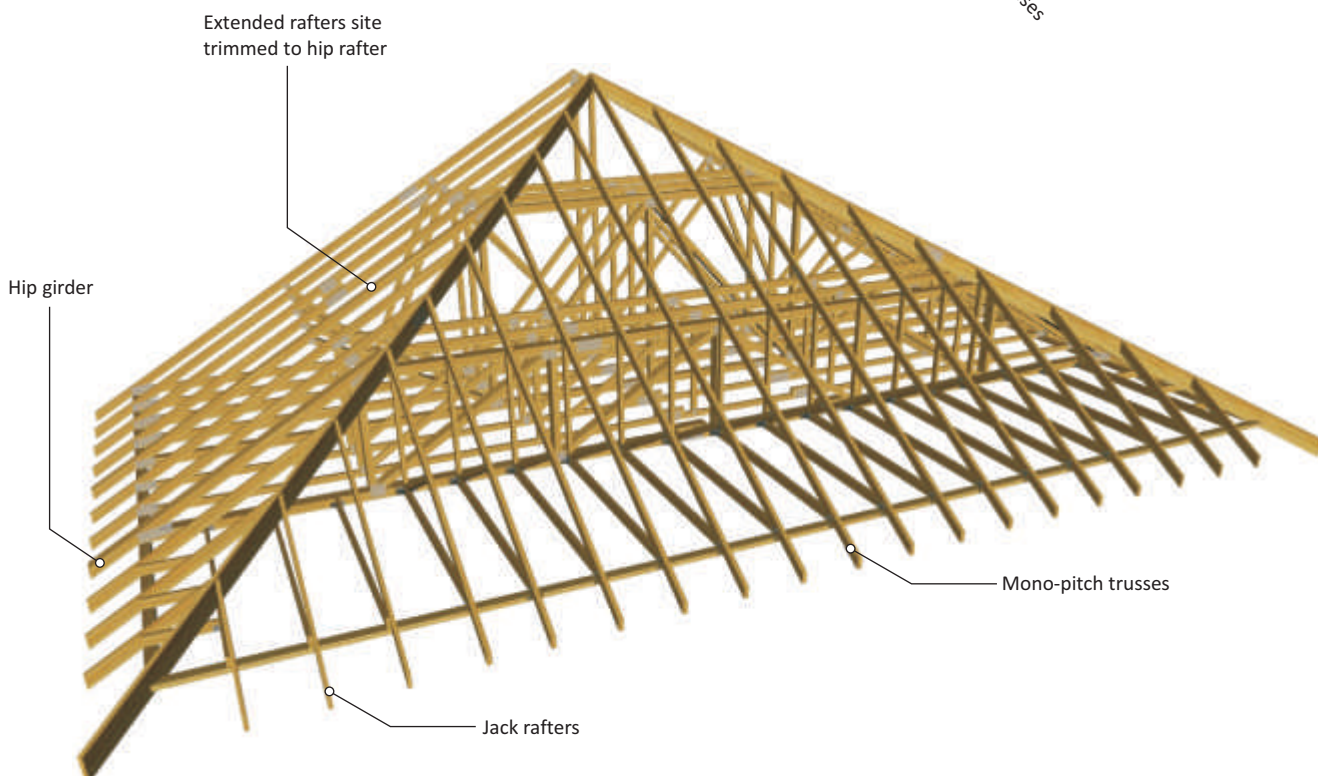 Extended rafters site
trimmed to hip rafter
Hip girder
Mono-pitch trusses
Jack rafters